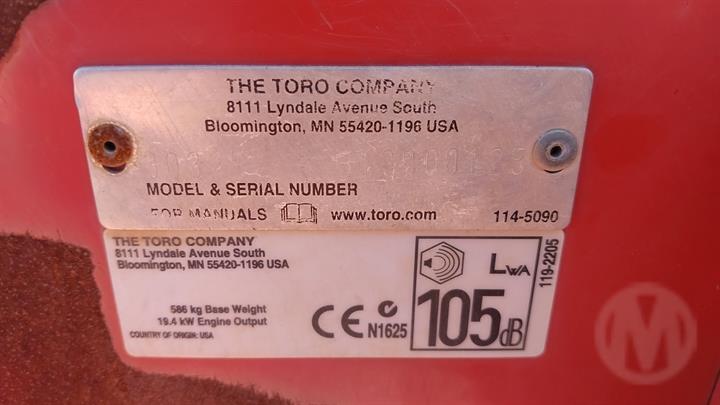 THE TORO COMPANY
8111 Lyndale Avenue South
Bloomington, MN 55420-1196 USA
MODEL & SERIAL NUMBER
FOR MANUALS www.toro.com 114-5090
THE TORO COMPANY
8111 Lyndale Avenue South
Bloomington, MN 55420-1196 USA
586 kg Base Weight
19.4 kW Engine Output
COUNTRY OF ORIGIN: USA
CE N1625
LWA
105dB
119-2205
M